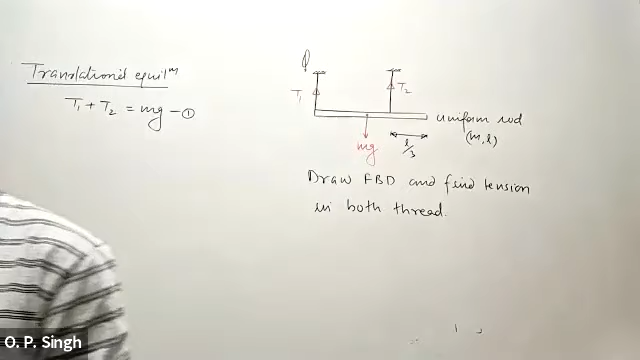 Translational equilᵐ
T₁ + T₂ = mg – ①
Q
T₁
T₂
uniform rod
(m, l)
mg
l/3
Draw FBD and find tension
in both thread.
O. P. Singh